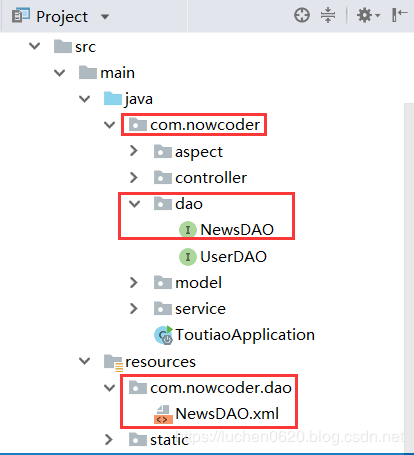 Project
src
main
java
com.nowcoder
aspect
controller
dao
NewsDAO
UserDAO
model
service
ToutiaoApplication
resources
com.nowcoder.dao
NewsDAO.xml
static
https://luchen0620.blog.csdn.net